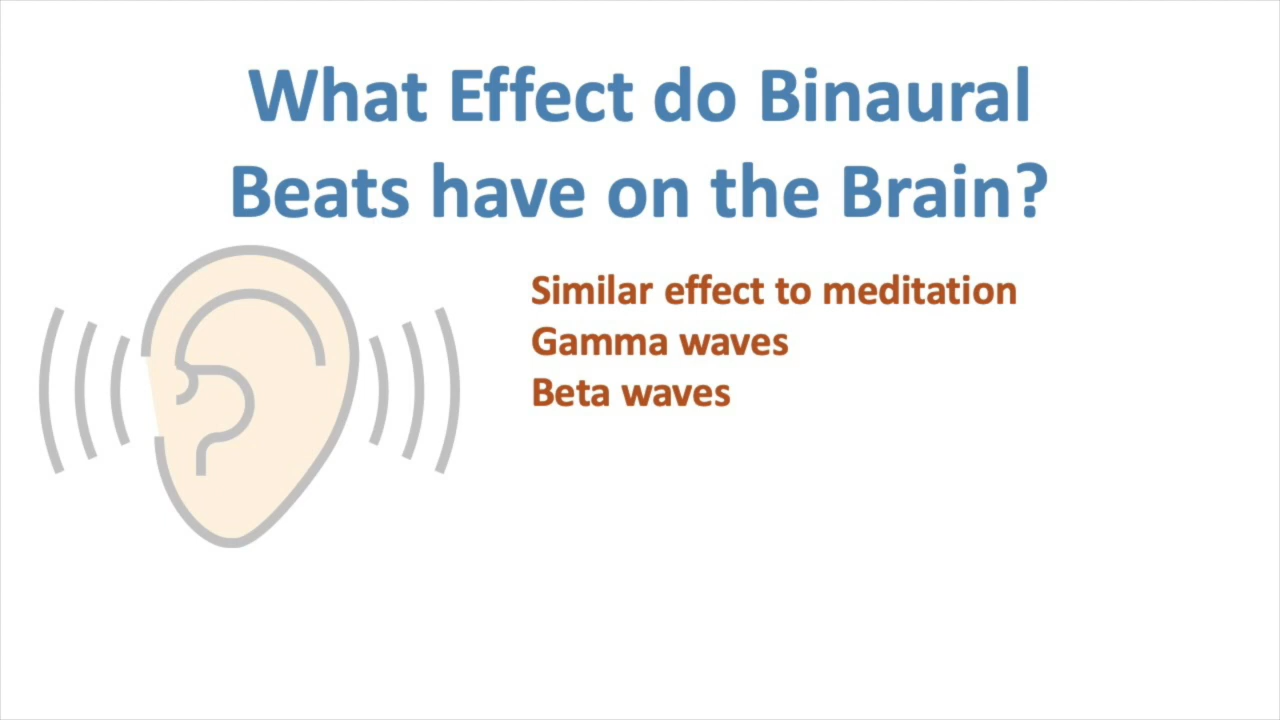 What Effect do Binaural
Beats have on the Brain?
Similar effect to meditation
Gamma waves
Beta waves